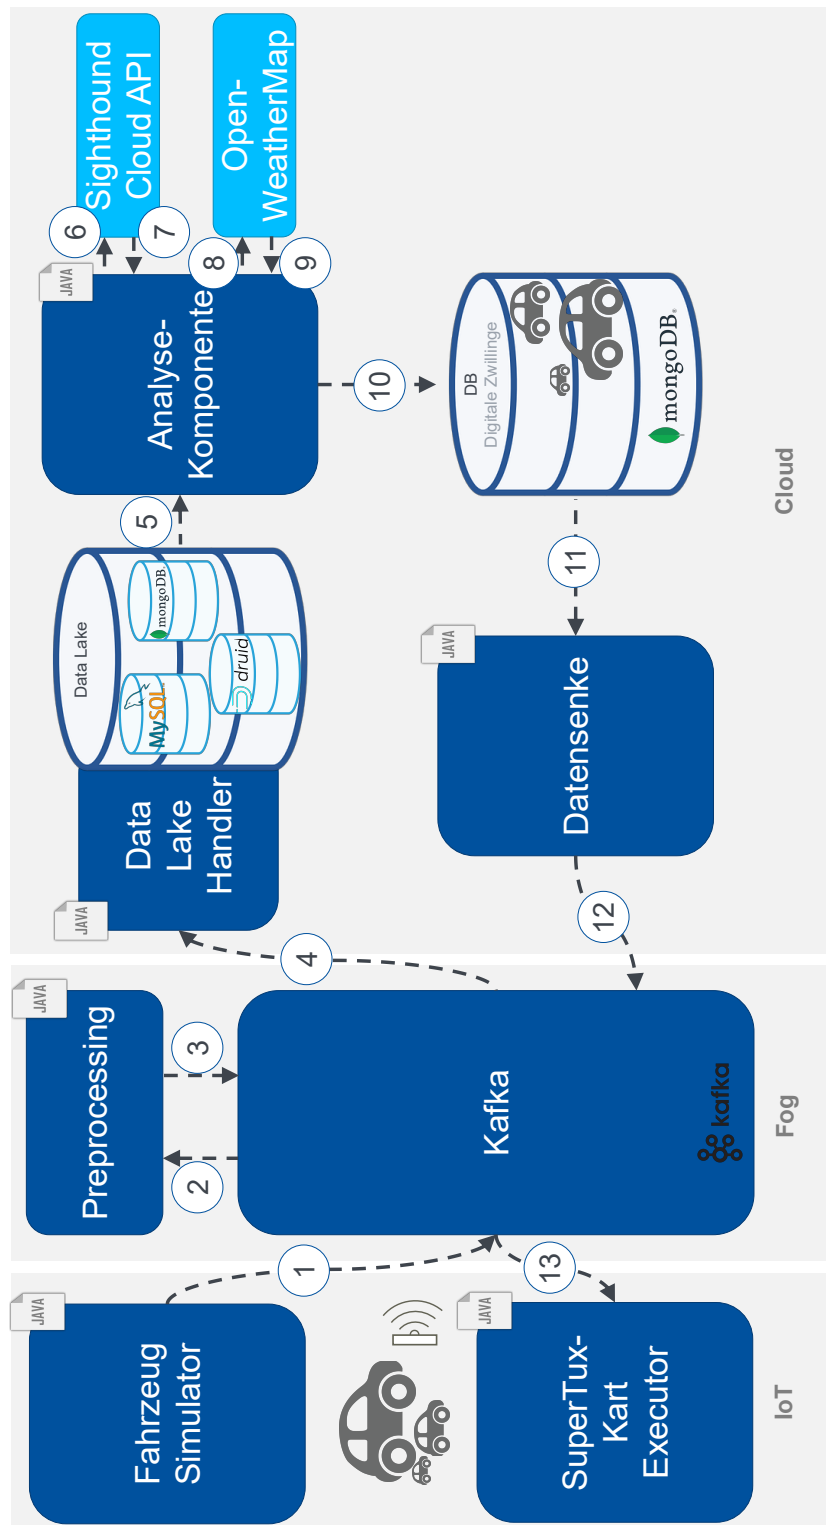 JAVA
Fahrzeug
Simulator
1
JAVA
SuperTux-
Kart
Executor
13
IoT
JAVA
Preprocessing
2
3
Kafka
kafka
Fog
4
JAVA
Data
Lake
Handler
Data Lake
MySQL
mongoDB
druid
5
JAVA
Analyse-
Komponente
6
7
Sighthound
Cloud API
8
9
Open-
WeatherMap
10
DB
Digitale Zwillinge
mongoDB
11
JAVA
Datensenke
12
Cloud